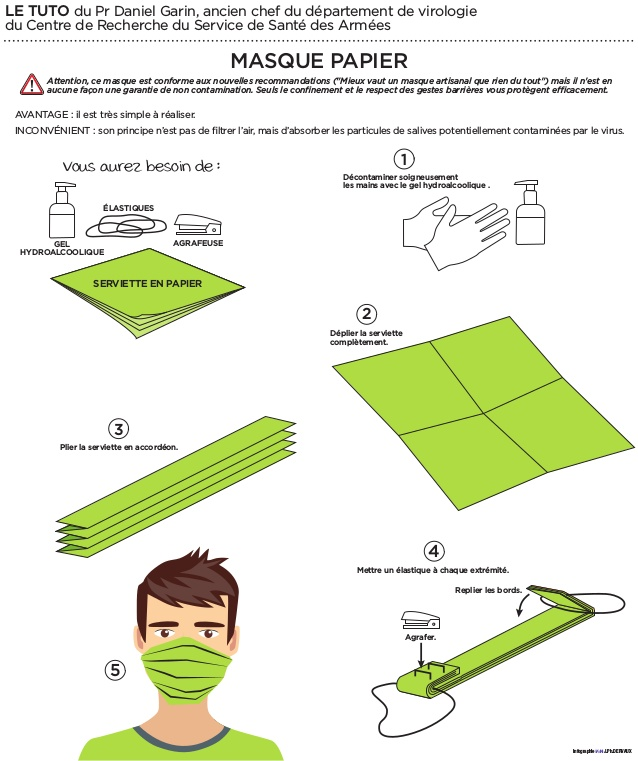 LE TUTO du Pr Daniel Garin, ancien chef du département de virologie
du Centre de Recherche du Service de Santé des Armées
MASQUE PAPIER
Attention, ce masque est conforme aux nouvelles recommandations ("Mieux vaut un masque artisanal que rien du tout") mais il n'est en
aucune façon une garantie de non contamination. Seuls le confinement et le respect des gestes barrières vous protègent efficacement.
AVANTAGE : il est très simple à réaliser.
INCONVÉNIENT : son principe n'est pas de filtrer l'air, mais d'absorber les particules de salives potentiellement contaminées par le virus.
Vous aurez besoin de :
ÉLASTIQUES
GEL
HYDROALCOOLIQUE
AGRAFEUSE
SERVIETTE EN PAPIER
1
Décontaminer soigneusement
les mains avec le gel hydroalcoolique .
2
Déplier la serviette
complètement.
3
Plier la serviette en accordéon.
4
Mettre un élastique à chaque extrémité.
Replier les bords.
Agrafer.
5
Infographie